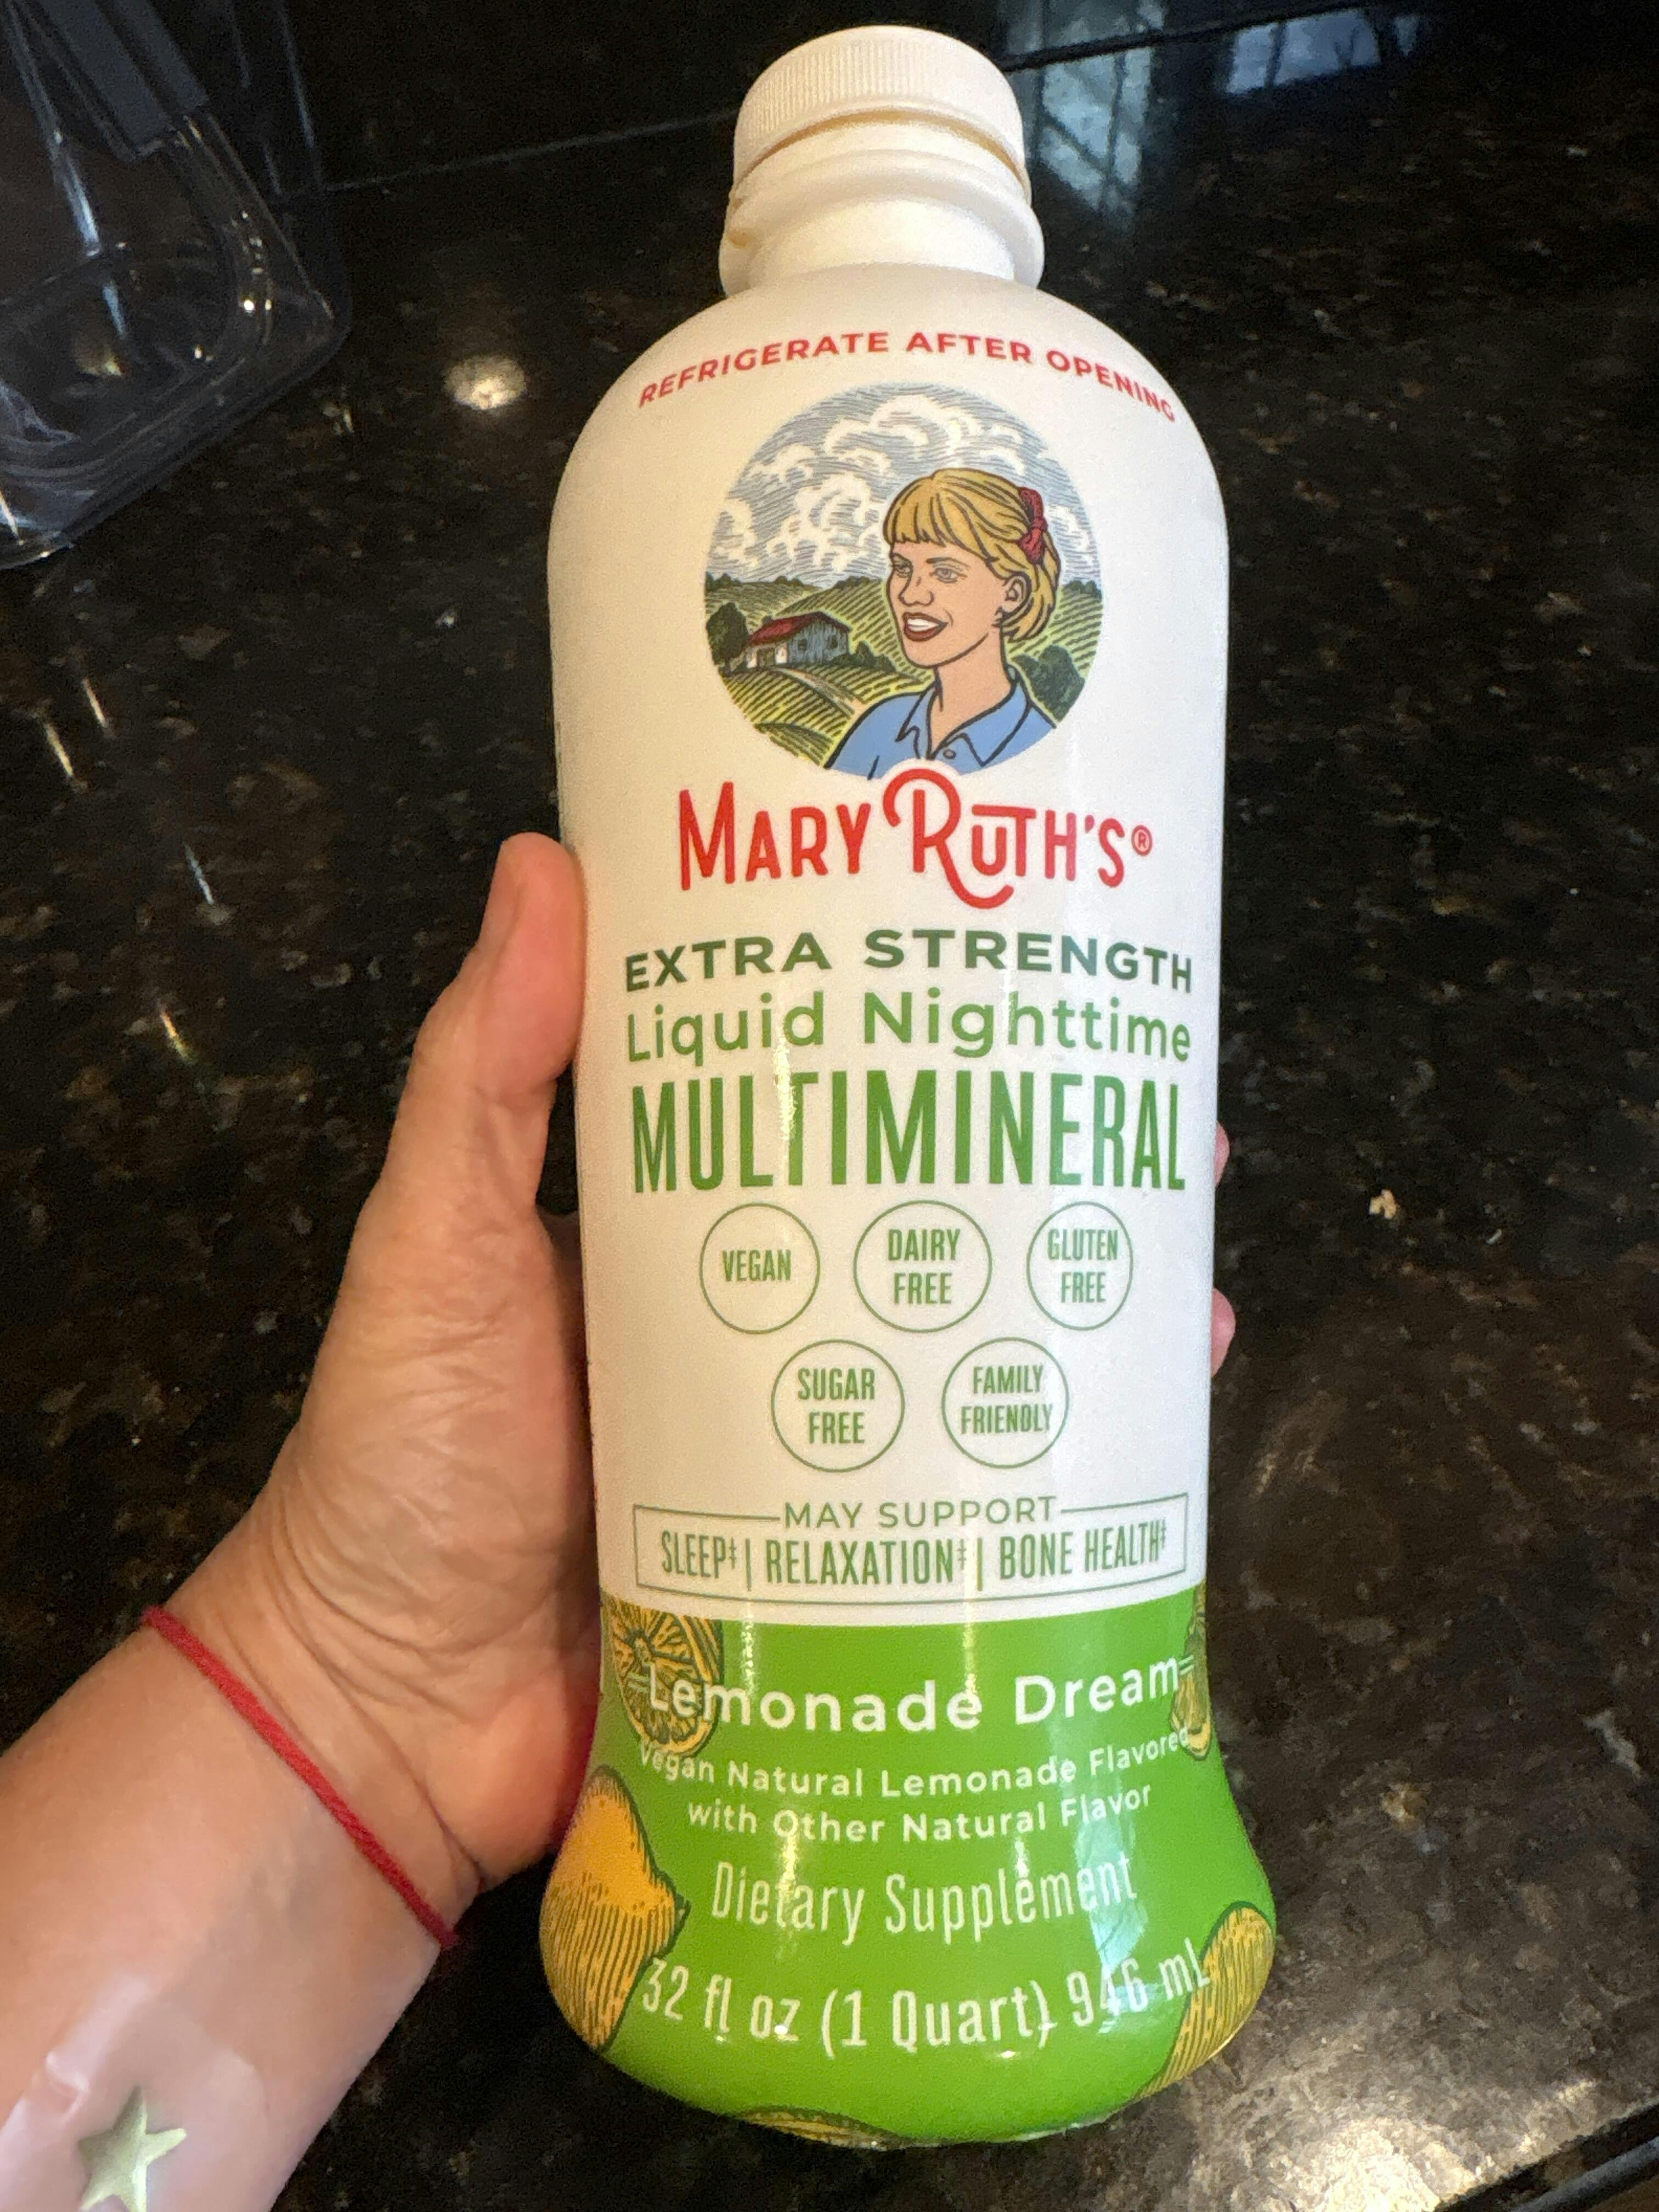 REFRIGERATE AFTER OPENING
MARY RUTH'S®
EXTRA STRENGTH
Liquid Nighttime
MULTIMINERAL
VEGAN
DAIRY
FREE
GLUTEN
FREE
SUGAR
FREE
FAMILY
FRIENDLY
MAY SUPPORT
SLEEP‡ | RELAXATION‡ | BONE HEALTH‡
Lemonade Dream
Vegan Natural Lemonade Flavored
with Other Natural Flavor
Dietary Supplement
32 fl oz (1 Quart) 946 mL